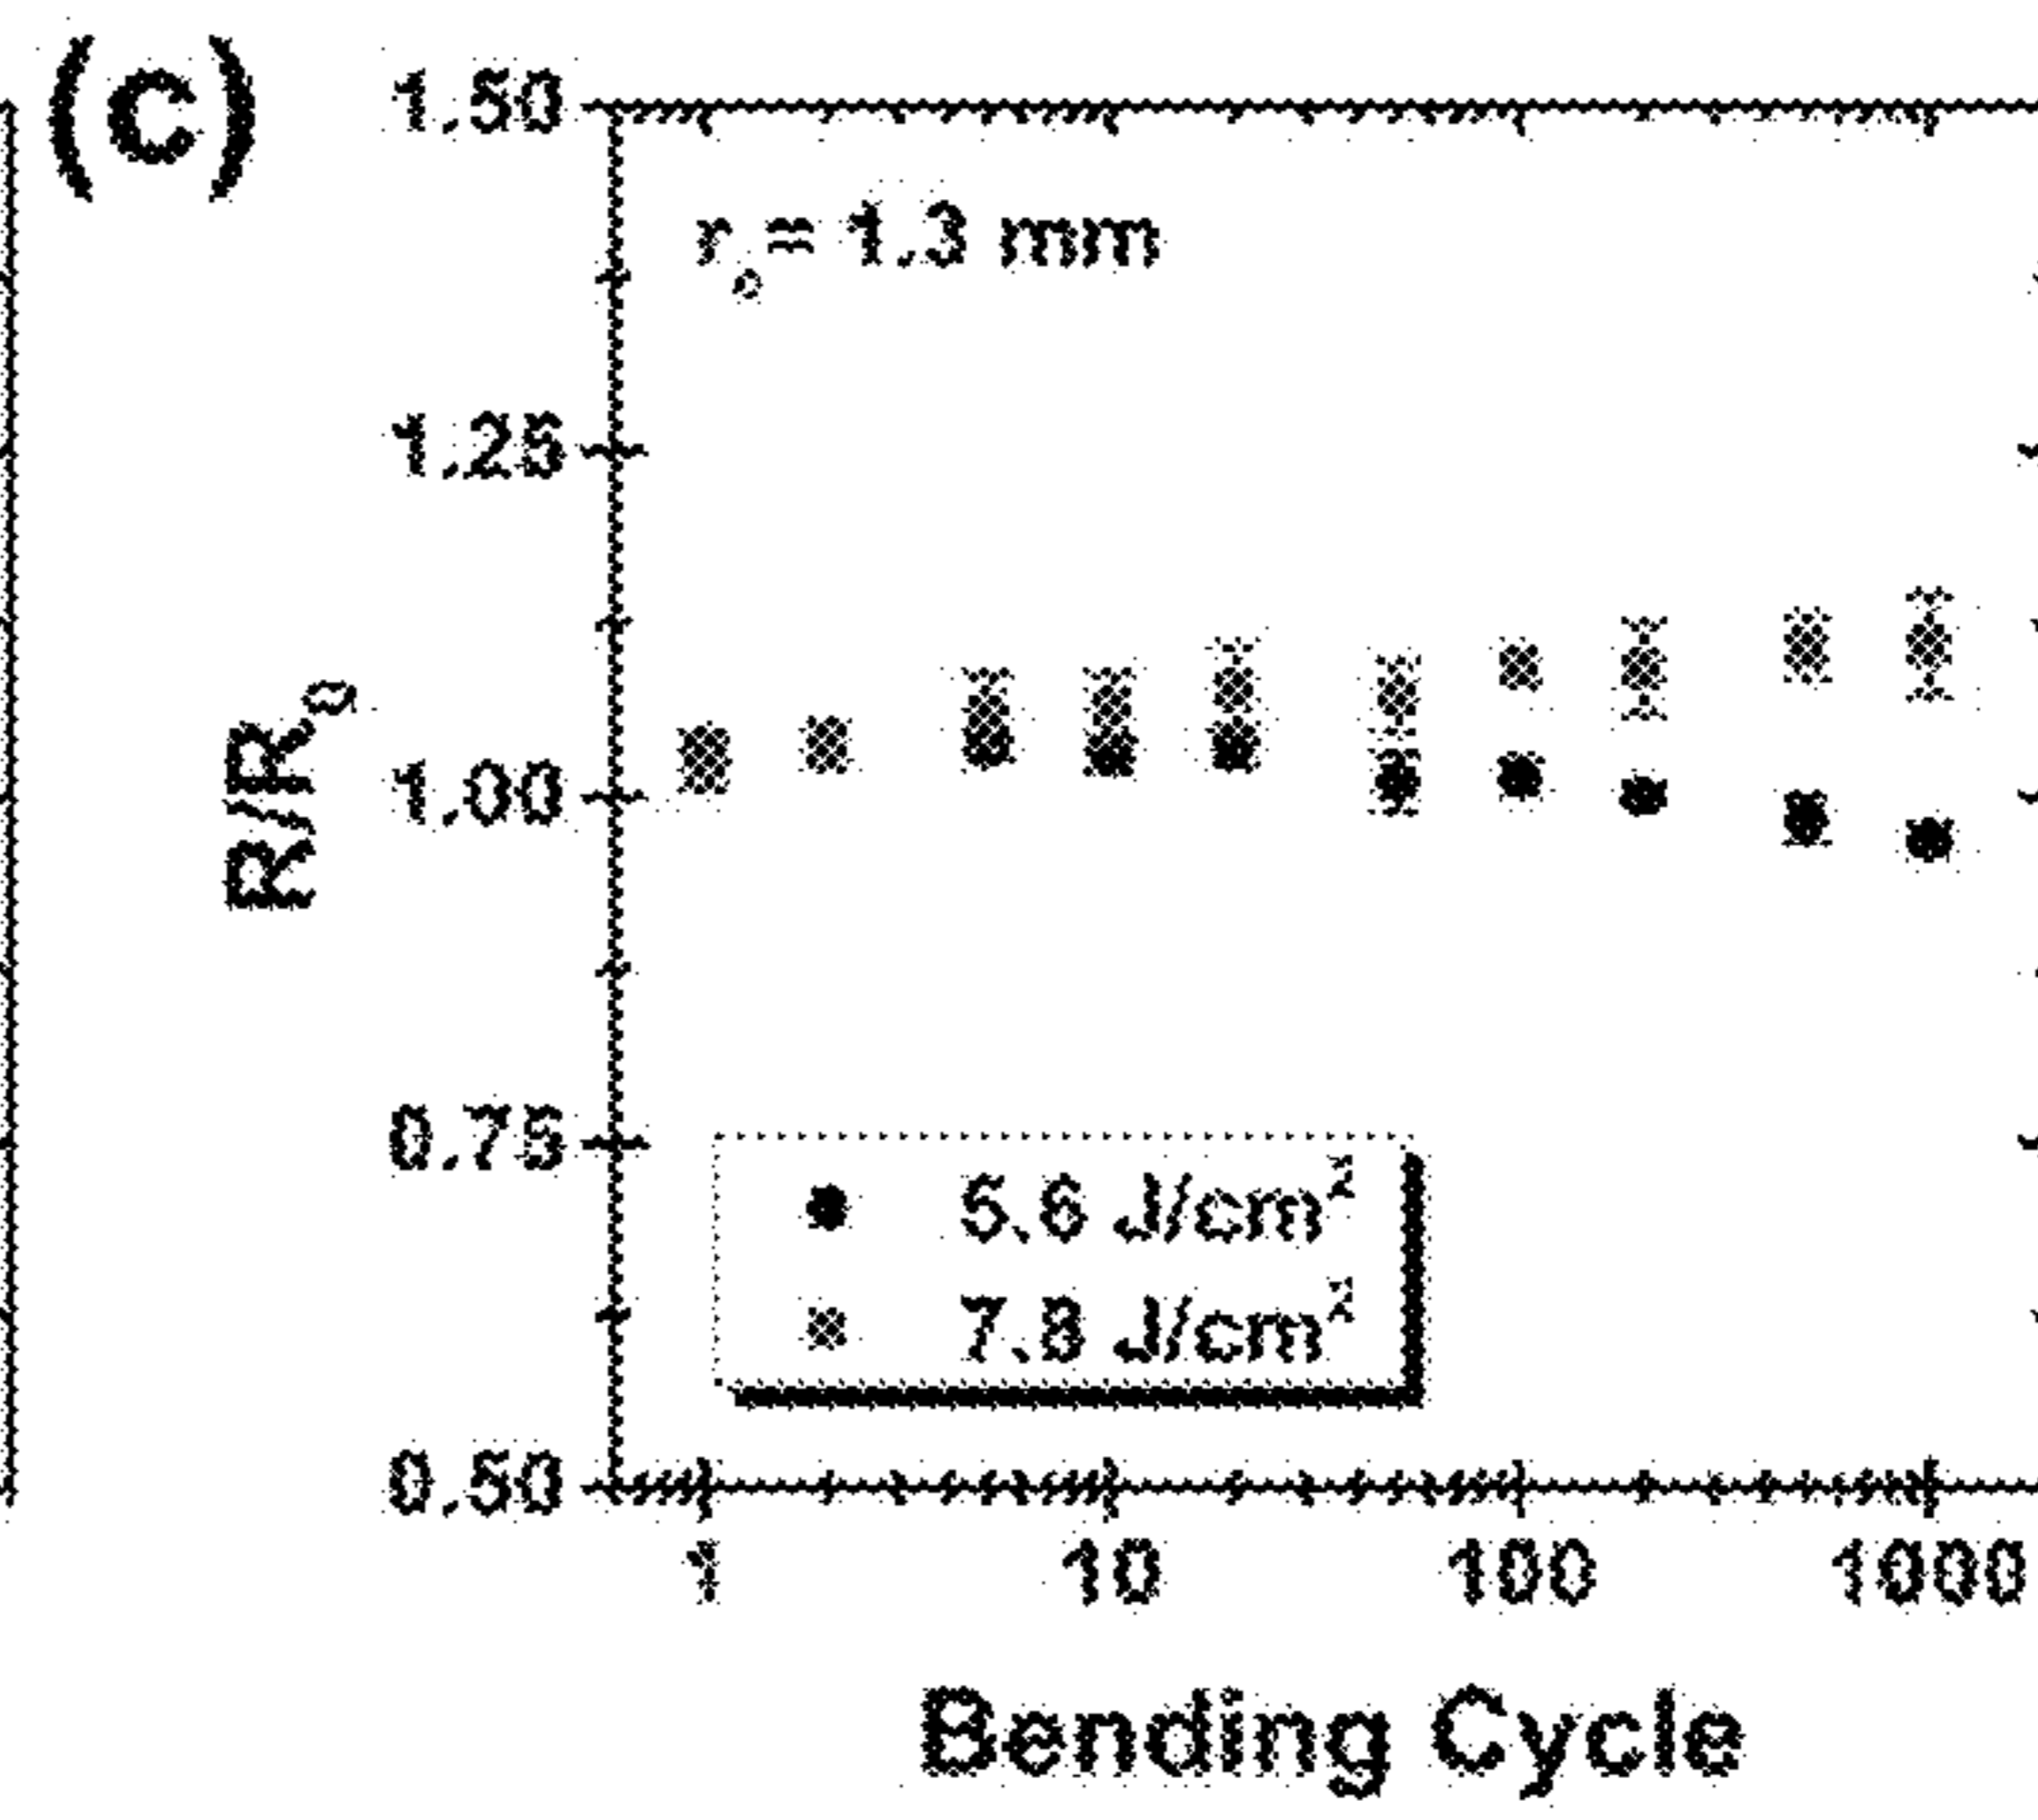 (c)
1.50
r₀ = 1.3 mm
1.25
R/R₀
1.00
0.75
5.6 J/cm²
7.8 J/cm²
0.50
1 10 100 1000
Bending Cycle